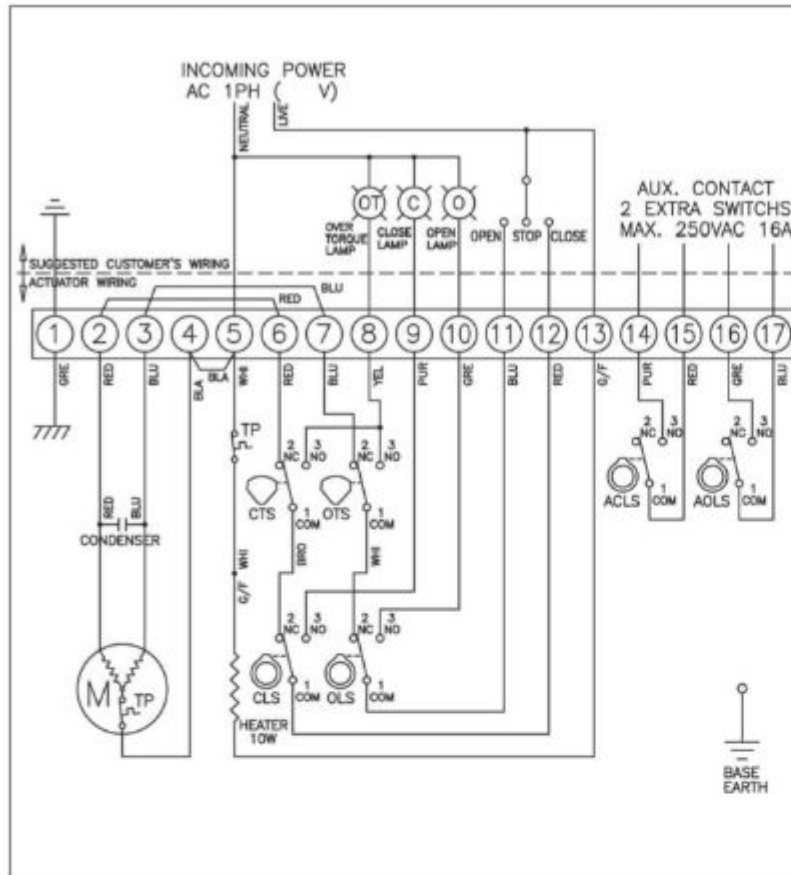 INCOMING POWER
AC 1PH ( V)
NEUTRAL
LIVE
OT
C
O
OVER
TORQUE
LAMP
CLOSE
LAMP
OPEN
LAMP
OPEN
STOP
CLOSE
AUX. CONTACT
2 EXTRA SWITCHS
MAX. 250VAC 16A
SUGGESTED CUSTOMER'S WIRING
ACTUATOR WIRING
BLU
RED
1
2
3
4
5
6
7
8
9
10
11
12
13
14
15
16
17
GRE
RED
BLU
BLA
BLA
WHI
RED
BLU
YEL
PUR
GRE
BLU
RED
G/F
PUR
RED
GRE
BLU
TP
2
NC
3
NO
2
NC
3
NO
2
NC
3
NO
2
NC
3
NO
CTS
OTS
1
COM
1
COM
ACLS
1
COM
AOLS
1
COM
RED
BLU
CONDENSER
WHI
G/F
BRO
WHI
2
NC
3
NO
2
NC
3
NO
M
TP
CLS
1
COM
OLS
1
COM
HEATER
10W
BASE
EARTH